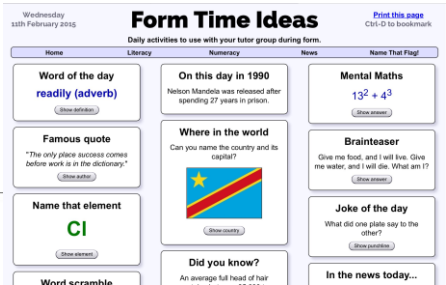 Wednesday
11th February 2015
Form Time Ideas
Print this page
Ctrl-D to bookmark
Daily activities to use with your tutor group during form.
Home Literacy Numeracy News Name That Flag!
Word of the day
readily (adverb)
Show definition
Famous quote
"The only place success comes
before work is in the dictionary."
Show author
Name that element
Cl
Show element
Word scramble
On this day in 1990
Nelson Mandela was released after
spending 27 years in prison.
Where in the world
Can you name the country and its
capital?
Show country
Did you know?
An average full head of hair
Mental Maths
13² + 4³
Show answer
Brainteaser
Give me food, and I will live. Give
me water, and I will die. What am I?
Show answer
Joke of the day
What did one plate say to the
other?
Show punchline
In the news today...